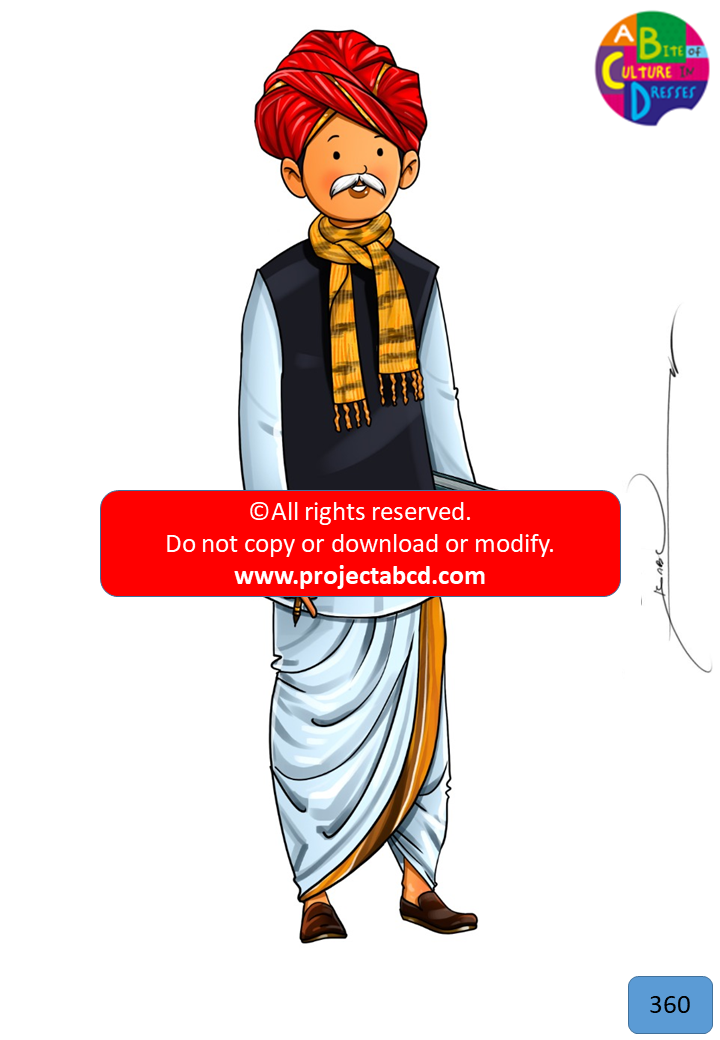 A BITE OF
CULTURE IN
DRESSES
©All rights reserved.
Do not copy or download or modify.
www.projectabcd.com
360